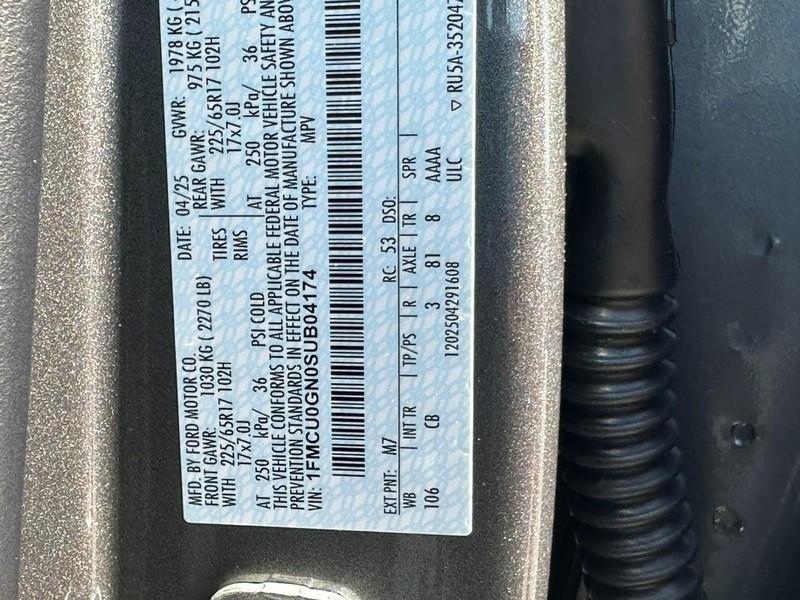 MFD. BY FORD MOTOR CO.
DATE: 04/25 GVWR: 1978 KG
FRONT GAWR: 1030 KG ( 2270 LB) REAR GAWR: 975 KG ( 215
WITH 225/65R17 102H TIRES WITH 225/65R17 102H
17x7.0J RIMS 17x7.0J
AT 250 kPa/ 36 PSI COLD AT 250 kPa/ 36 PS
THIS VEHICLE CONFORMS TO ALL APPLICABLE FEDERAL MOTOR VEHICLE SAFETY AND
PREVENTION STANDARDS IN EFFECT ON THE DATE OF MANUFACTURE SHOWN ABOV
VIN: 1FMCU0GN0SUB04174 TYPE: MPV
EXT PNT: M7 RC: 53 DSO:
WB INT TR TP/PS R AXLE TR SPR
106 CB 3 81 8 AAAA
1202504291608 ULC
▽ RU5A-35204